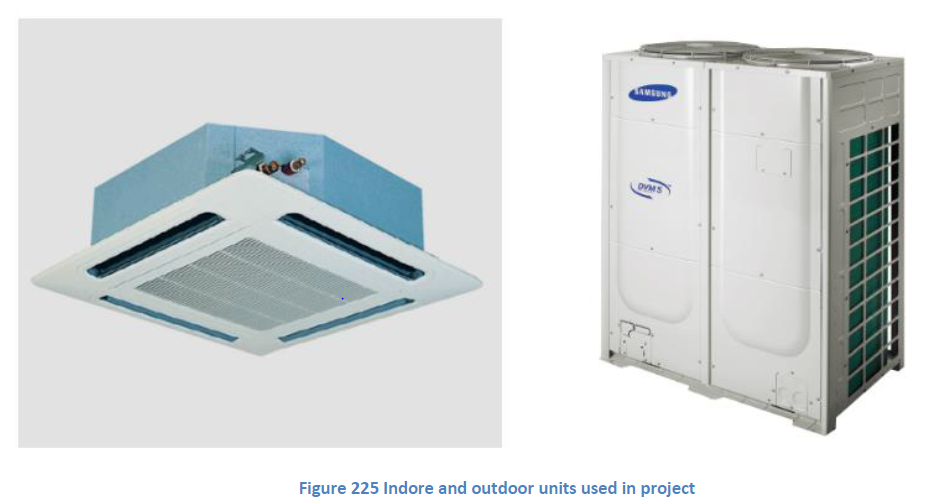 SAMSUNG
DVM S
Figure 225 Indore and outdoor units used in project